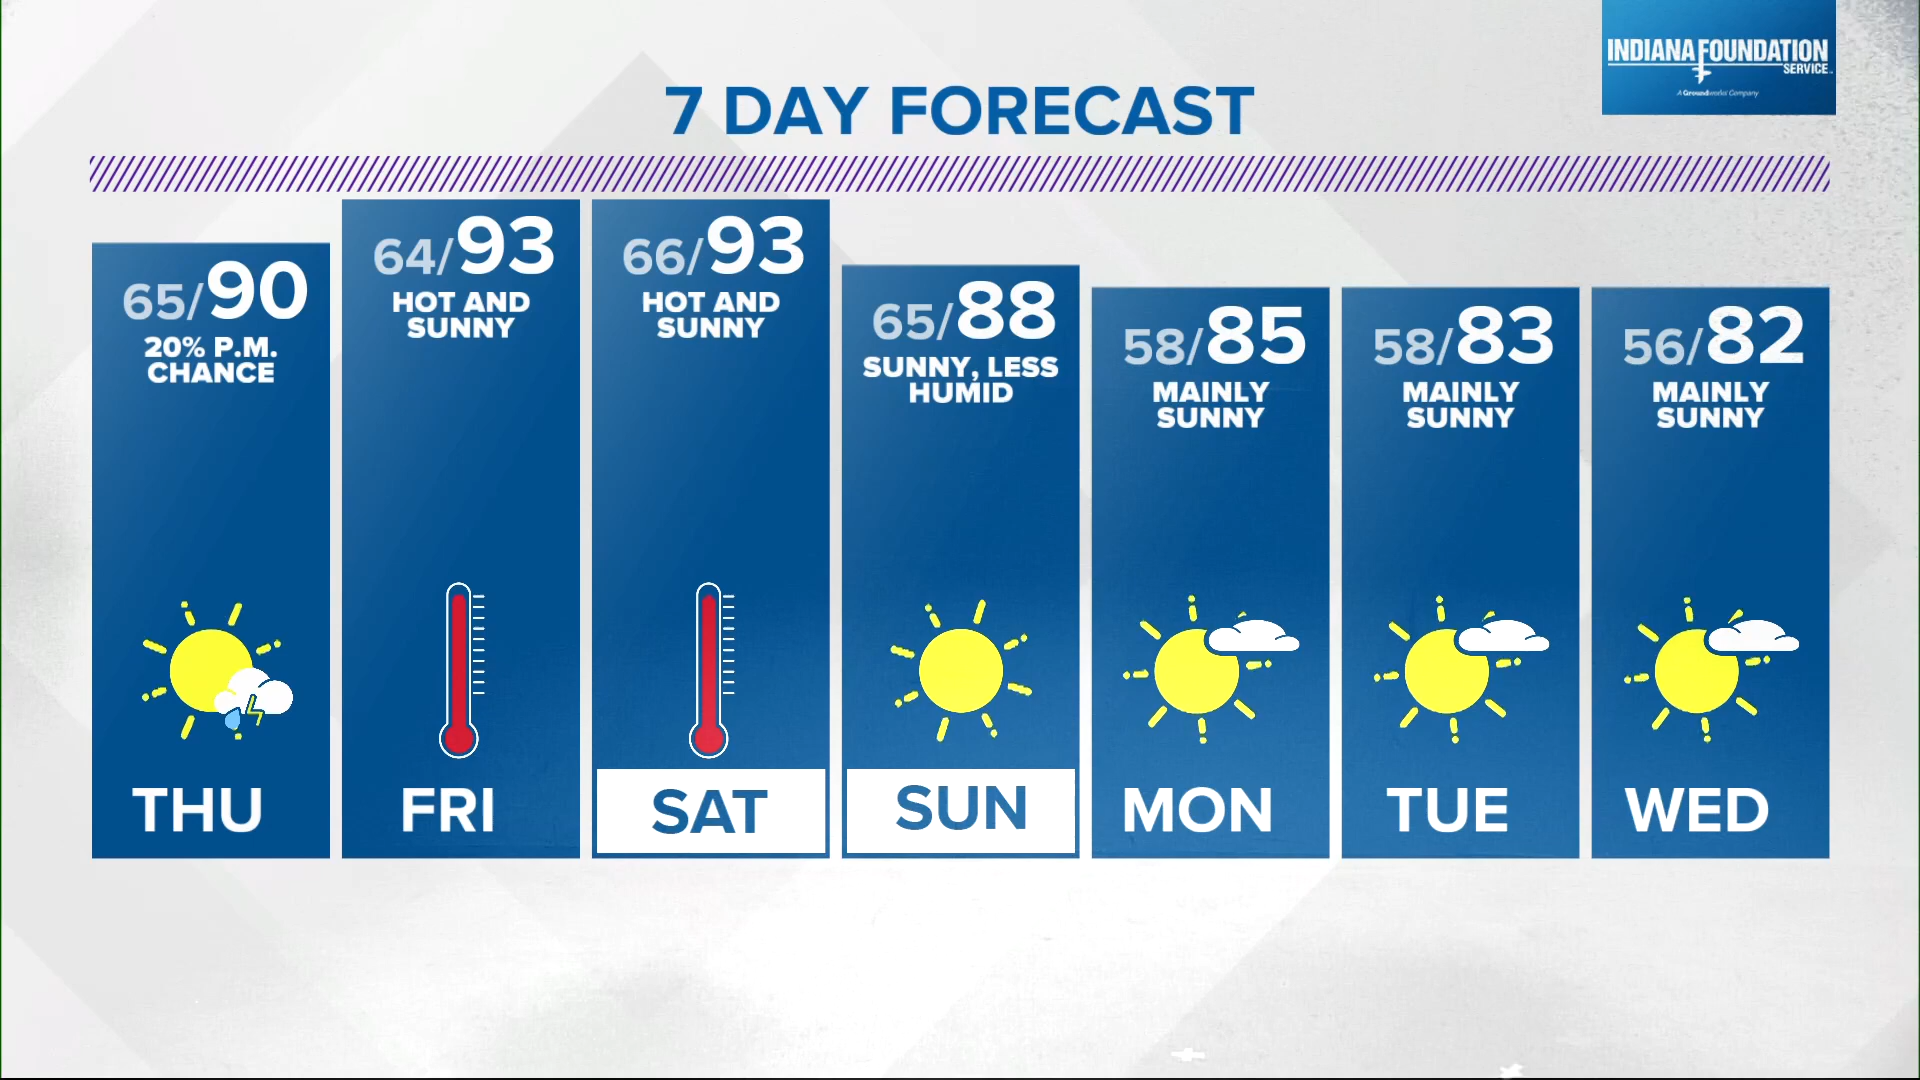 INDIANA FOUNDATION
SERVICE
A Groundworks Company
7 DAY FORECAST
65/90
20% P.M.
CHANCE
THU
64/93
HOT AND
SUNNY
FRI
66/93
HOT AND
SUNNY
SAT
65/88
SUNNY, LESS
HUMID
SUN
58/85
MAINLY
SUNNY
MON
58/83
MAINLY
SUNNY
TUE
56/82
MAINLY
SUNNY
WED